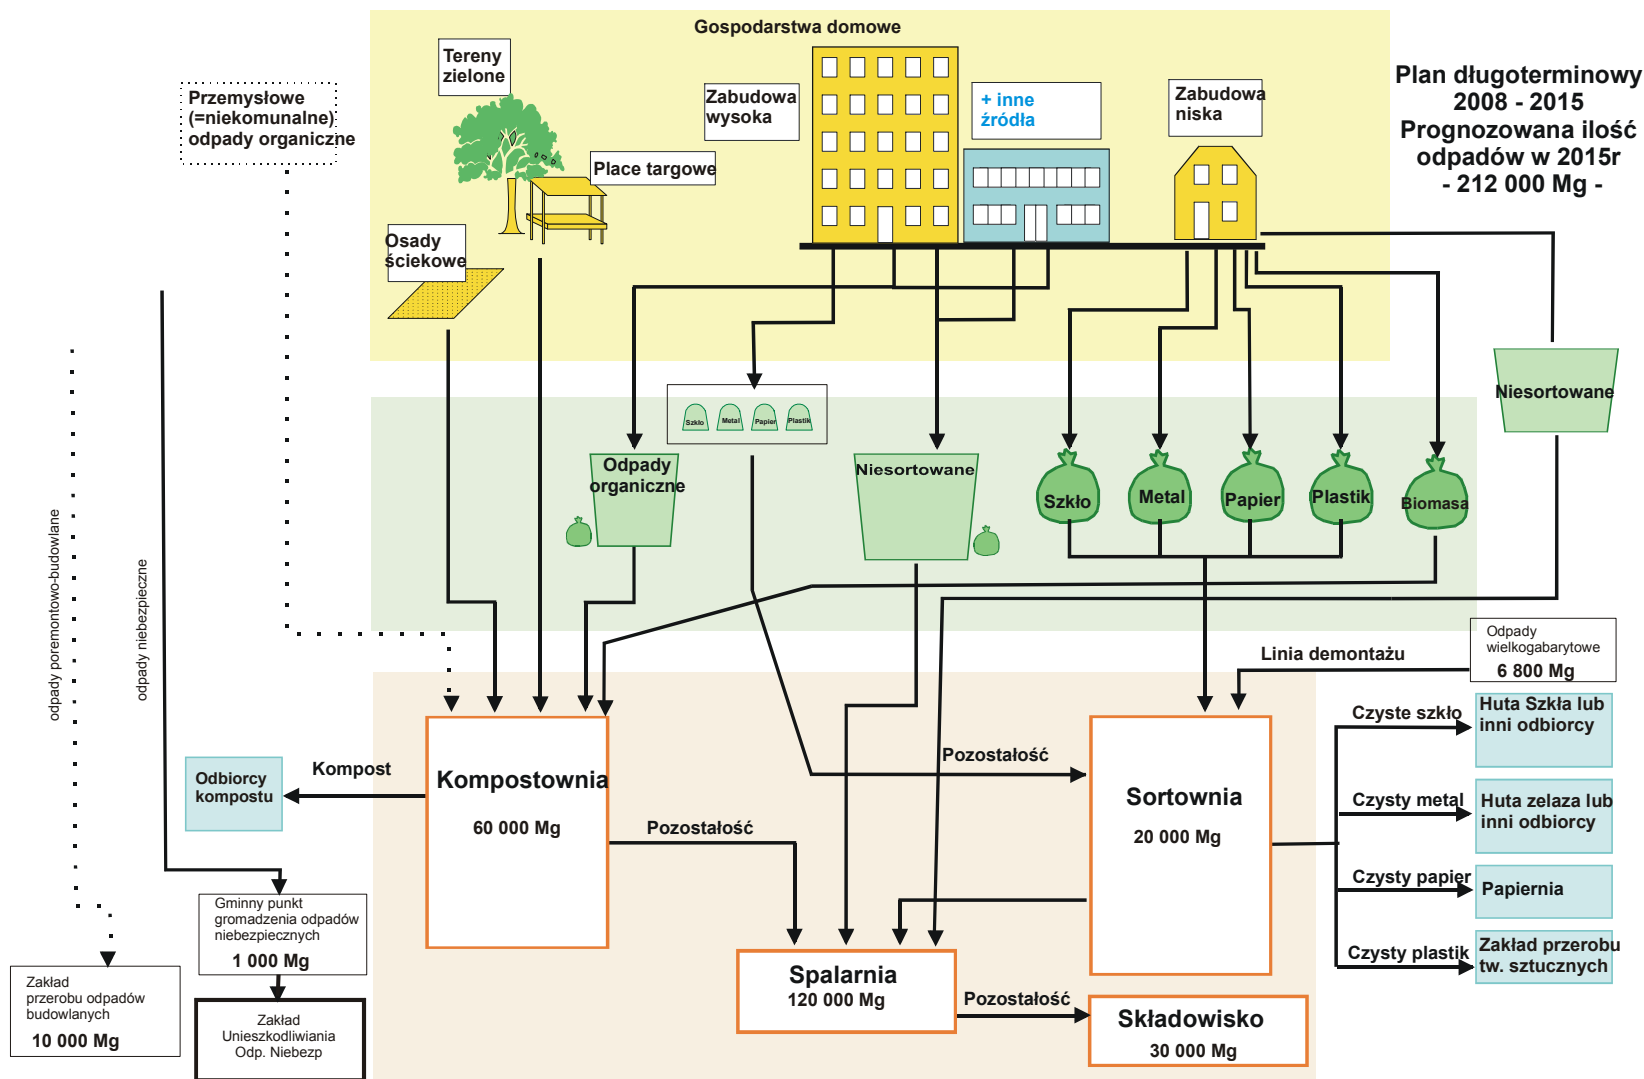 Gospodarstwa domowe
Tereny
zielone
Przemysłowe
(=niekomunalne)
odpady organiczne
Zabudowa
wysoka
+ inne
źródła
Zabudowa
niska
Plan długoterminowy
2008 - 2015
Prognozowana ilość
odpadów w 2015r
- 212 000 Mg -
Place targowe
Osady
ściekowe
Niesortowane
Szkło
Metal
Papier
Plastik
Odpady
organiczne
Niesortowane
Szkło
Metal
Papier
Plastik
Biomasa
odpady poremontowo-budowlane
odpady niebezpieczne
Odpady
wielkogabarytowe
6 800 Mg
Linia demontażu
Kompostownia
60 000 Mg
Kompost
Odbiorcy
kompostu
Pozostałość
Pozostałość
Sortownia
20 000 Mg
Czyste szkło
Huta Szkła lub
inni odbiorcy
Czysty metal
Huta zelaza lub
inni odbiorcy
Czysty papier
Papiernia
Czysty plastik
Zakład przerobu
tw. sztucznych
Gminny punkt
gromadzenia odpadów
niebezpiecznych
1 000 Mg
Zakład
przerobu odpadów
budowlanych
10 000 Mg
Zakład
Unieszkodliwiania
Odp. Niebezp
Spalarnia
120 000 Mg
Pozostałość
Składowisko
30 000 Mg